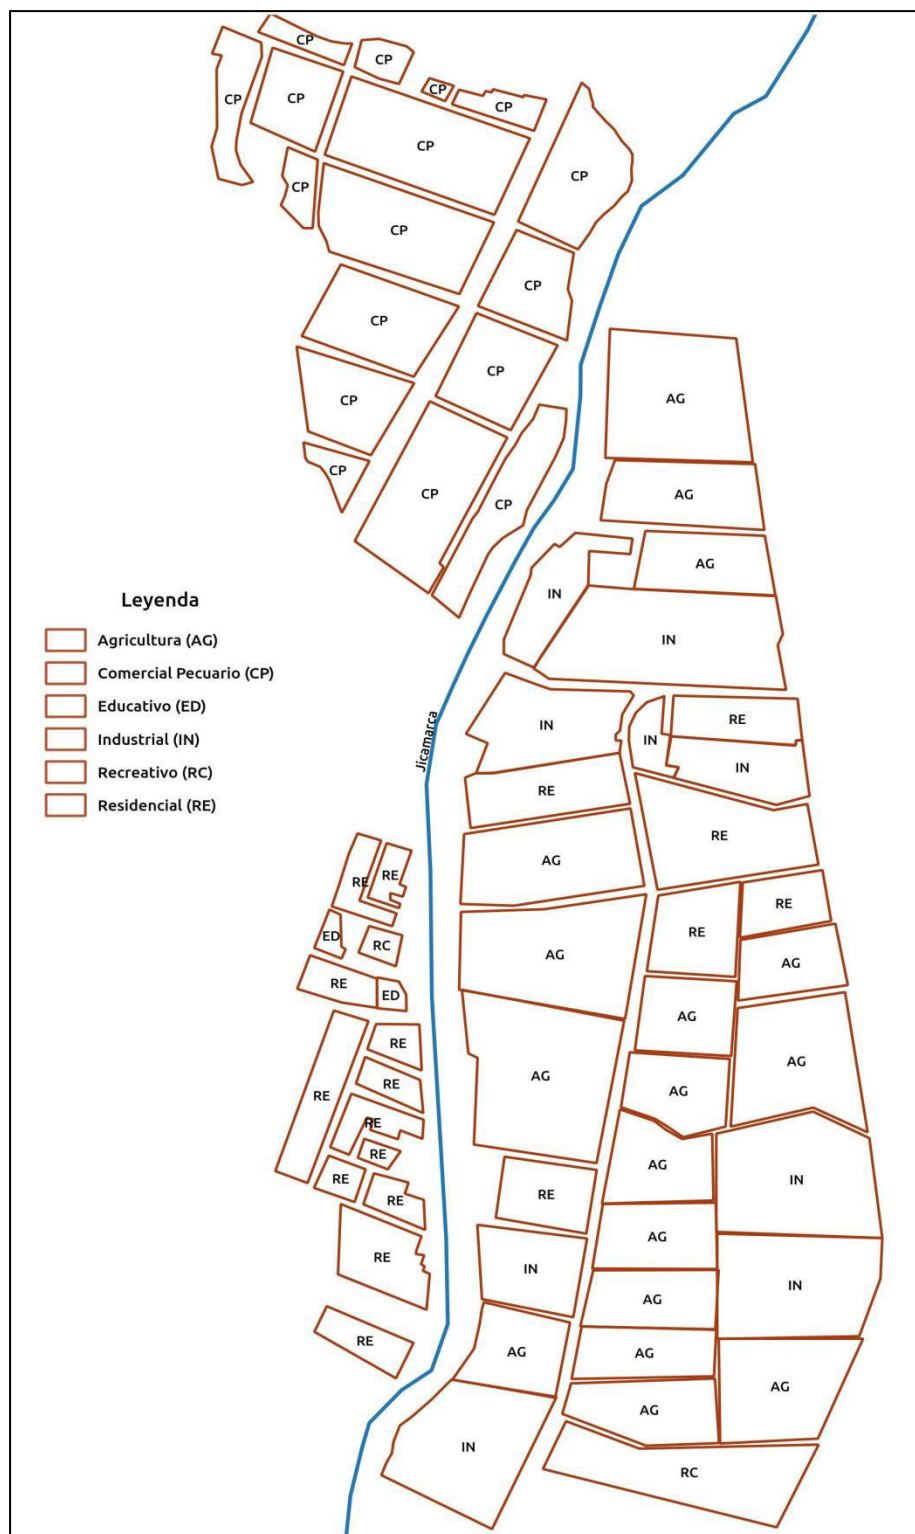 CP
CP
CP
CP
CP
CP
CP
CP
CP
CP
CP
CP
CP
CP
AG
CP
CP
CP
AG
CP
AG
IN
IN
Leyenda
Agricultura (AG)
Comercial Pecuario (CP)
Educativo (ED)
Industrial (IN)
Recreativo (RC)
Residencial (RE)
Jicamarca
IN
RE
IN
IN
RE
RE
AG
RE
RE
RE
RE
ED
RC
RE
AG
AG
RE
ED
AG
RE
AG
RE
AG
AG
RE
RE
RE
AG
RE
RE
RE
IN
AG
RE
IN
IN
AG
RE
AG
AG
AG
AG
IN
RC